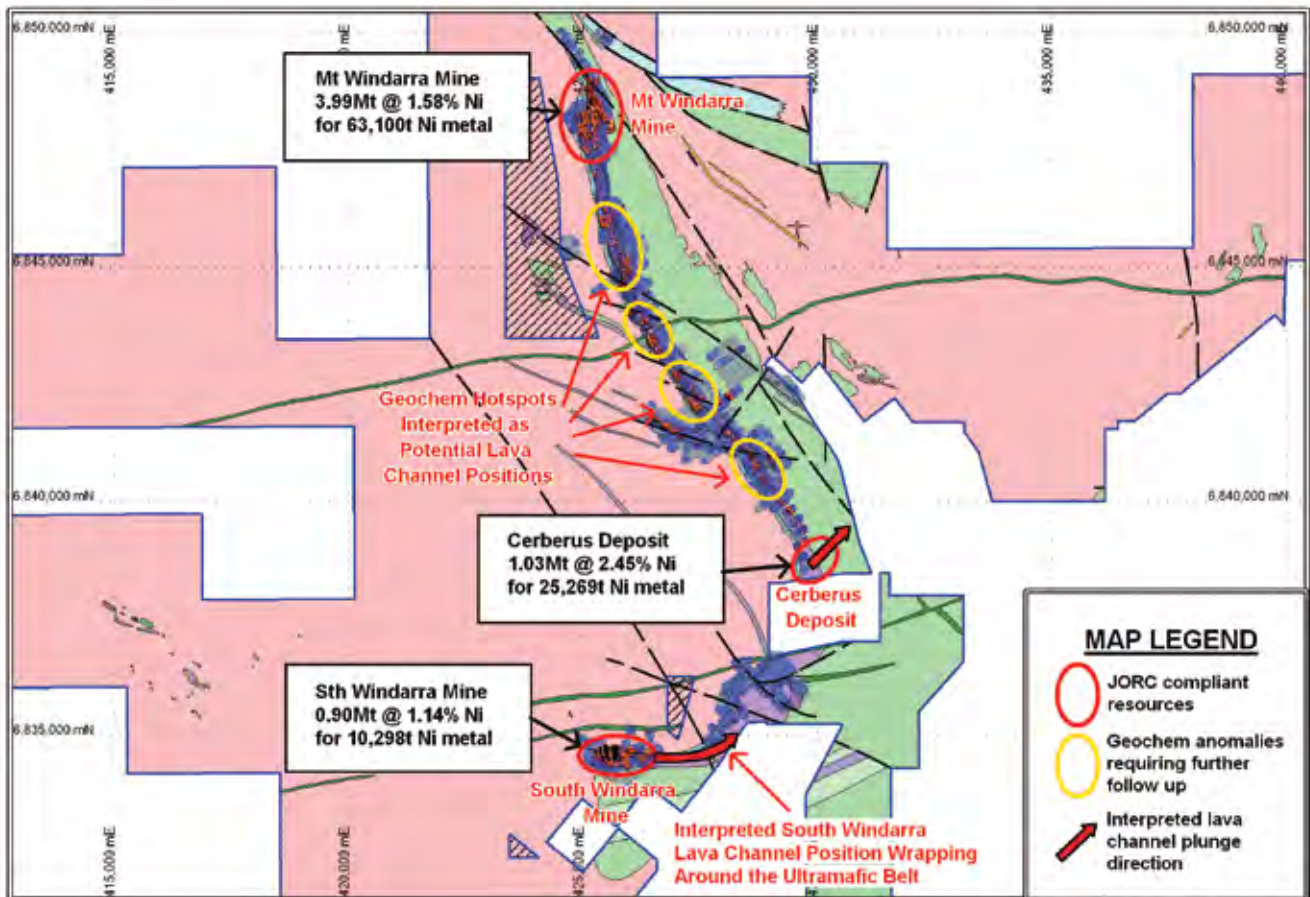 6,850,000 mN
6,850,000 mN
415,000 mE
435,000 mE
Mt Windarra Mine
3.99Mt @ 1.58% Ni
for 63,100t Ni metal
Mt Windarra
Mine
6,845,000 mN
6,845,000 mN
Geochem Hotspots
Interpreted as
Potential Lava
Channel Positions
6,840,000 mN
6,840,000 mN
Cerberus Deposit
1.03Mt @ 2.45% Ni
for 25,269t Ni metal
Cerberus
Deposit
Sth Windarra Mine
0.90Mt @ 1.14% Ni
for 10,298t Ni metal
6,835,000 mN
South Windarra
Mine
Interpreted South Windarra
Lava Channel Position Wrapping
Around the Ultramafic Belt
415,000 mE
420,000 mE
425,000 mE
MAP LEGEND
JORC compliant
resources
Geochem anomalies
requiring further
follow up
Interpreted lava
channel plunge
direction